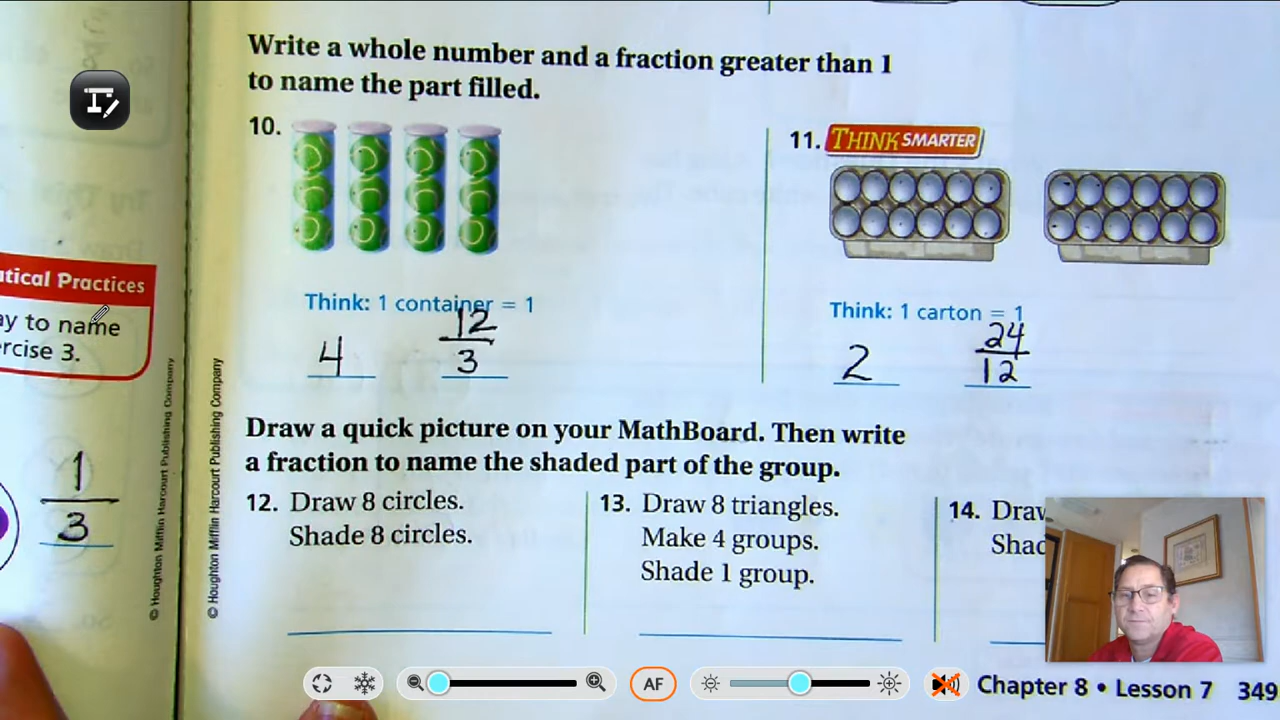 Write a whole number and a fraction greater than 1
to name the part filled.
10.
11. THINK SMARTER
Think: 1 container = 1
Think: 1 carton = 1
4 12/3
2 24/12
tical Practices
ay to name
rcise 3.
1/3
© Houghton Mifflin Harcourt Publishing Company
© Houghton Mifflin Harcourt Publishing Company
Draw a quick picture on your MathBoard. Then write
a fraction to name the shaded part of the group.
12. Draw 8 circles.
Shade 8 circles.
13. Draw 8 triangles.
Make 4 groups.
Shade 1 group.
14. Draw
Shad
AF
Chapter 8 • Lesson 7 349